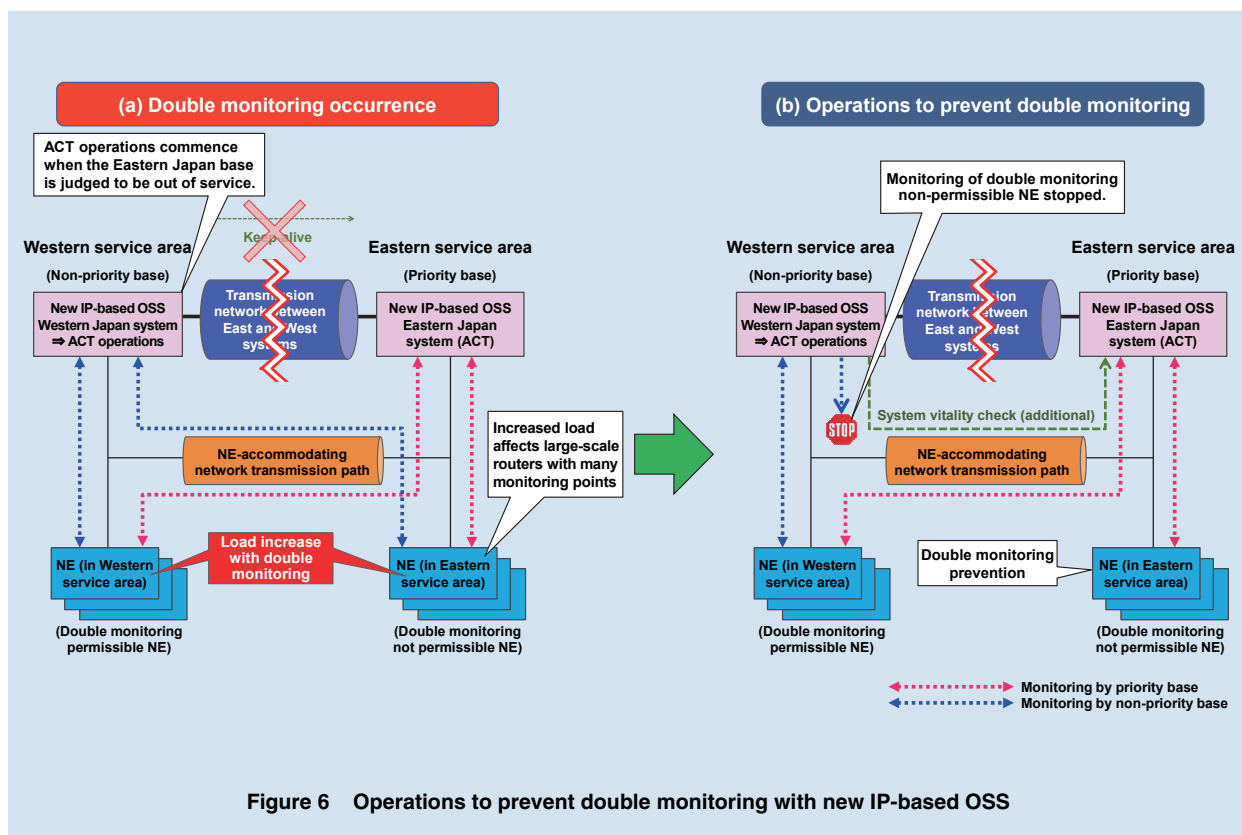 (a) Double monitoring occurrence
ACT operations commence
when the Eastern Japan base
is judged to be out of service.
Keep-alive
Western service area
(Non-priority base)
Eastern service area
(Priority base)
New IP-based OSS
Western Japan system
⇒ ACT operations
Transmission
network between
East and West
systems
New IP-based OSS
Eastern Japan
system (ACT)
Increased load
affects large-scale
routers with many
monitoring points
NE-accommodating
network transmission path
Load increase
with double
monitoring
NE (in Western
service area)
NE (in Eastern
service area)
(Double monitoring
permissible NE)
(Double monitoring
not permissible NE)
(b) Operations to prevent double monitoring
Monitoring of double monitoring
non-permissible NE stopped.
Western service area
(Non-priority base)
Eastern service area
(Priority base)
New IP-based OSS
Western Japan system
⇒ ACT operations
Transmission
network between
East and West
systems
New IP-based OSS
Eastern Japan
system (ACT)
STOP
System vitality check (additional)
NE-accommodating
network transmission path
Double monitoring
prevention
NE (in Western
service area)
NE (in Eastern
service area)
(Double monitoring
permissible NE)
(Double monitoring
not permissible NE)
Monitoring by priority base
Monitoring by non-priority base
Figure 6 Operations to prevent double monitoring with new IP-based OSS